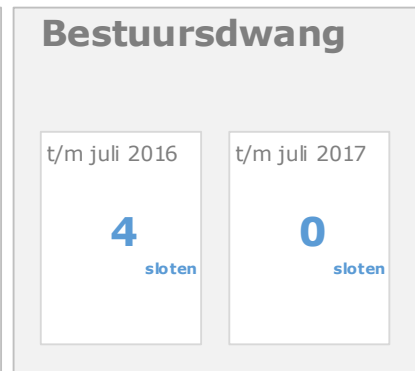 Bestuursdwang
t/m juli 2016
4
sloten
t/m juli 2017
0
sloten